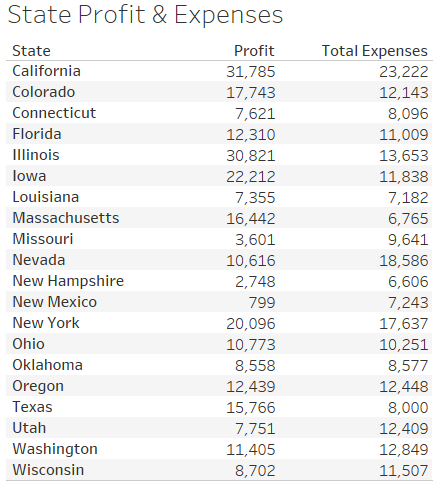 State Profit & Expenses
State Profit Total Expenses
California 31,785 23,222
Colorado 17,743 12,143
Connecticut 7,621 8,096
Florida 12,310 11,009
Illinois 30,821 13,653
Iowa 22,212 11,838
Louisiana 7,355 7,182
Massachusetts 16,442 6,765
Missouri 3,601 9,641
Nevada 10,616 18,586
New Hampshire 2,748 6,606
New Mexico 799 7,243
New York 20,096 17,637
Ohio 10,773 10,251
Oklahoma 8,558 8,577
Oregon 12,439 12,448
Texas 15,766 8,000
Utah 7,751 12,409
Washington 11,405 12,849
Wisconsin 8,702 11,507